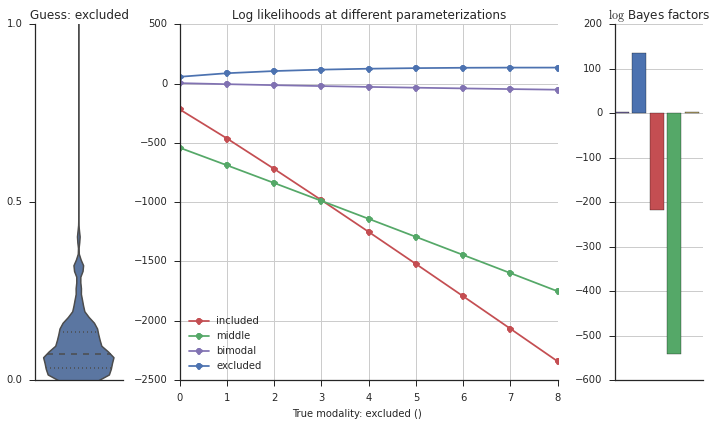 Guess: excluded
1.0
0.5
0.0
Log likelihoods at different parameterizations
500
0
−500
−1000
−1500
−2000
−2500
included
middle
bimodal
excluded
0 1 2 3 4 5 6 7 8
True modality: excluded ()
log Bayes factors
200
100
0
−100
−200
−300
−400
−500
−600